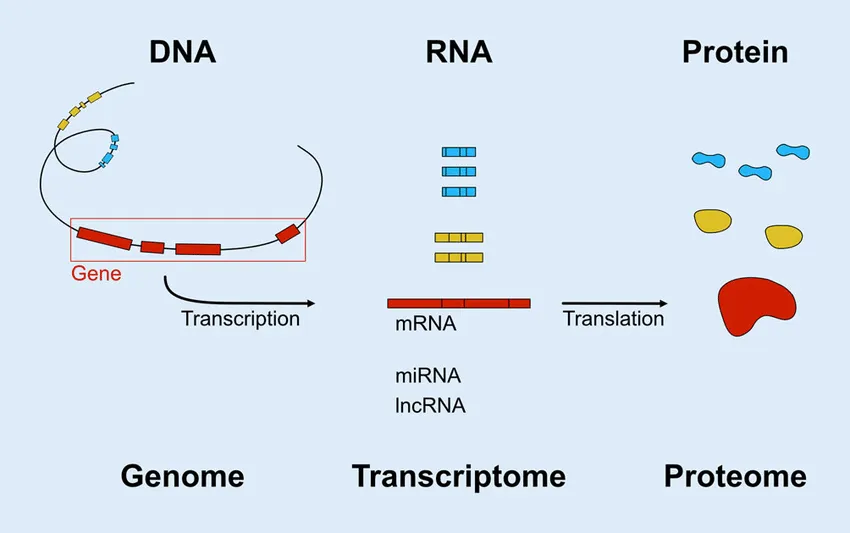 DNA
RNA
Protein
Gene
Transcription
mRNA
Translation
miRNA
lncRNA
Genome
Transcriptome
Proteome